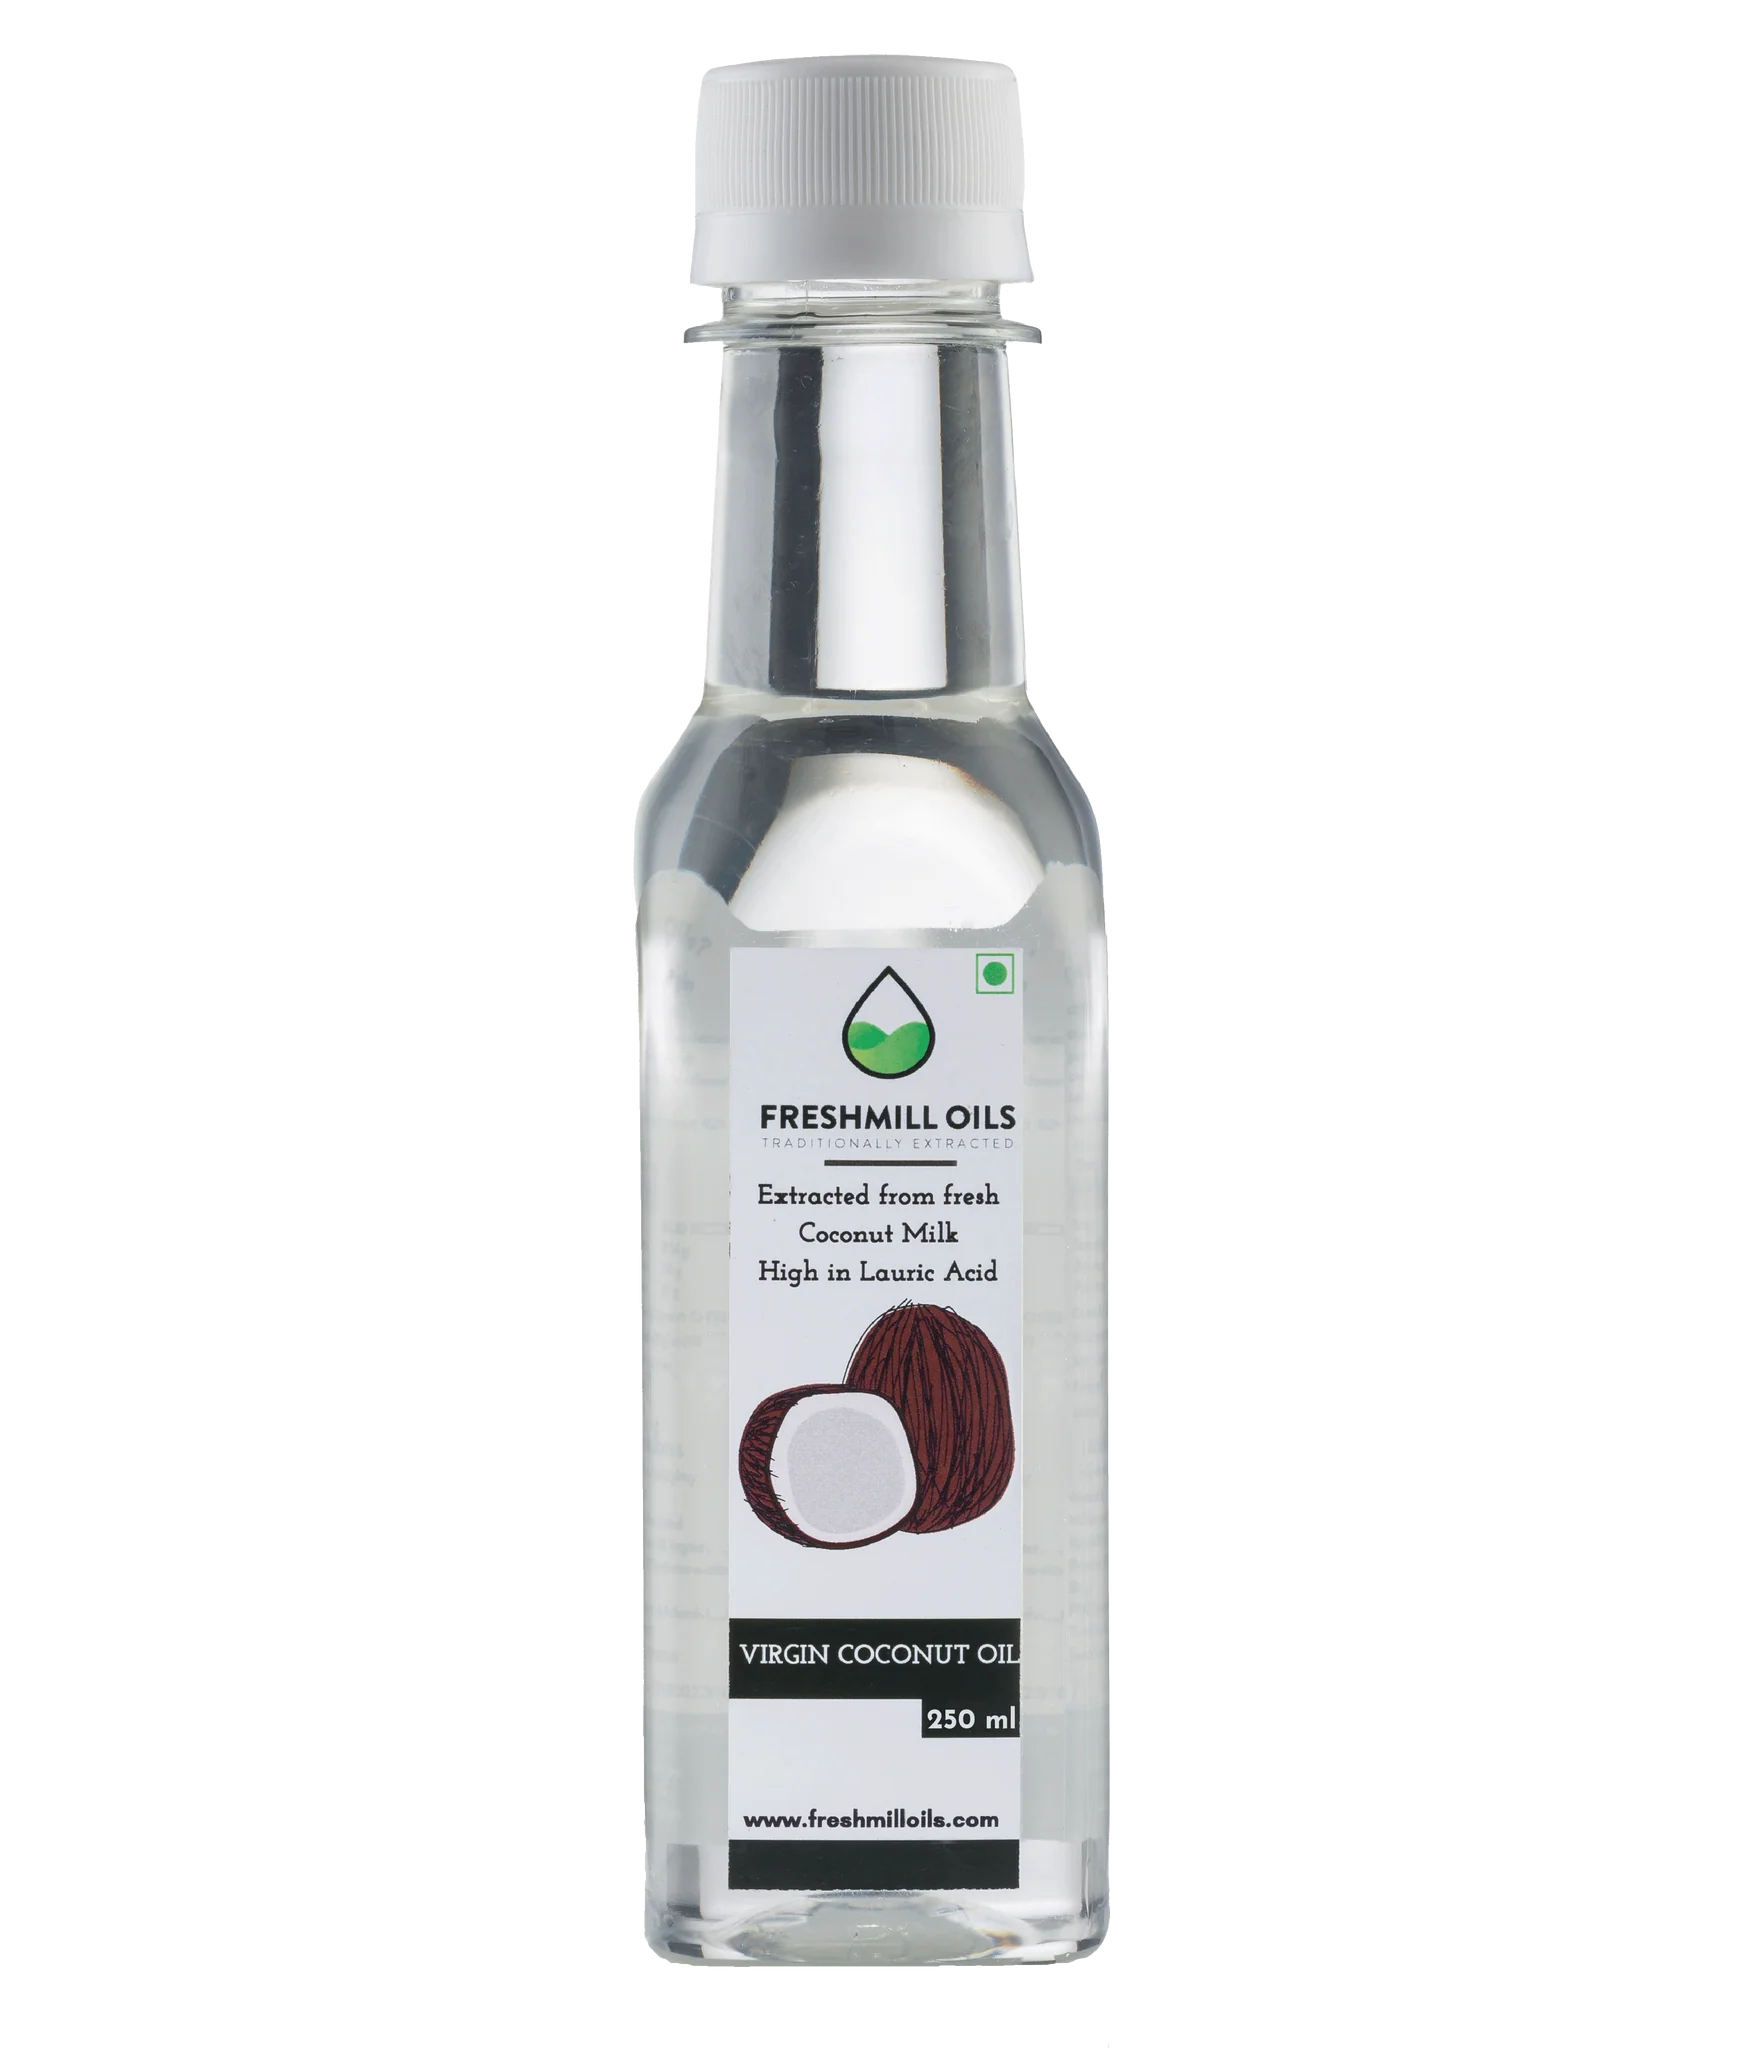 FRESHMILL OILS
TRADITIONALLY EXTRACTED
Extracted from fresh
Coconut Milk
High in Lauric Acid
VIRGIN COCONUT OIL
250 ml
www.freshmilloils.com